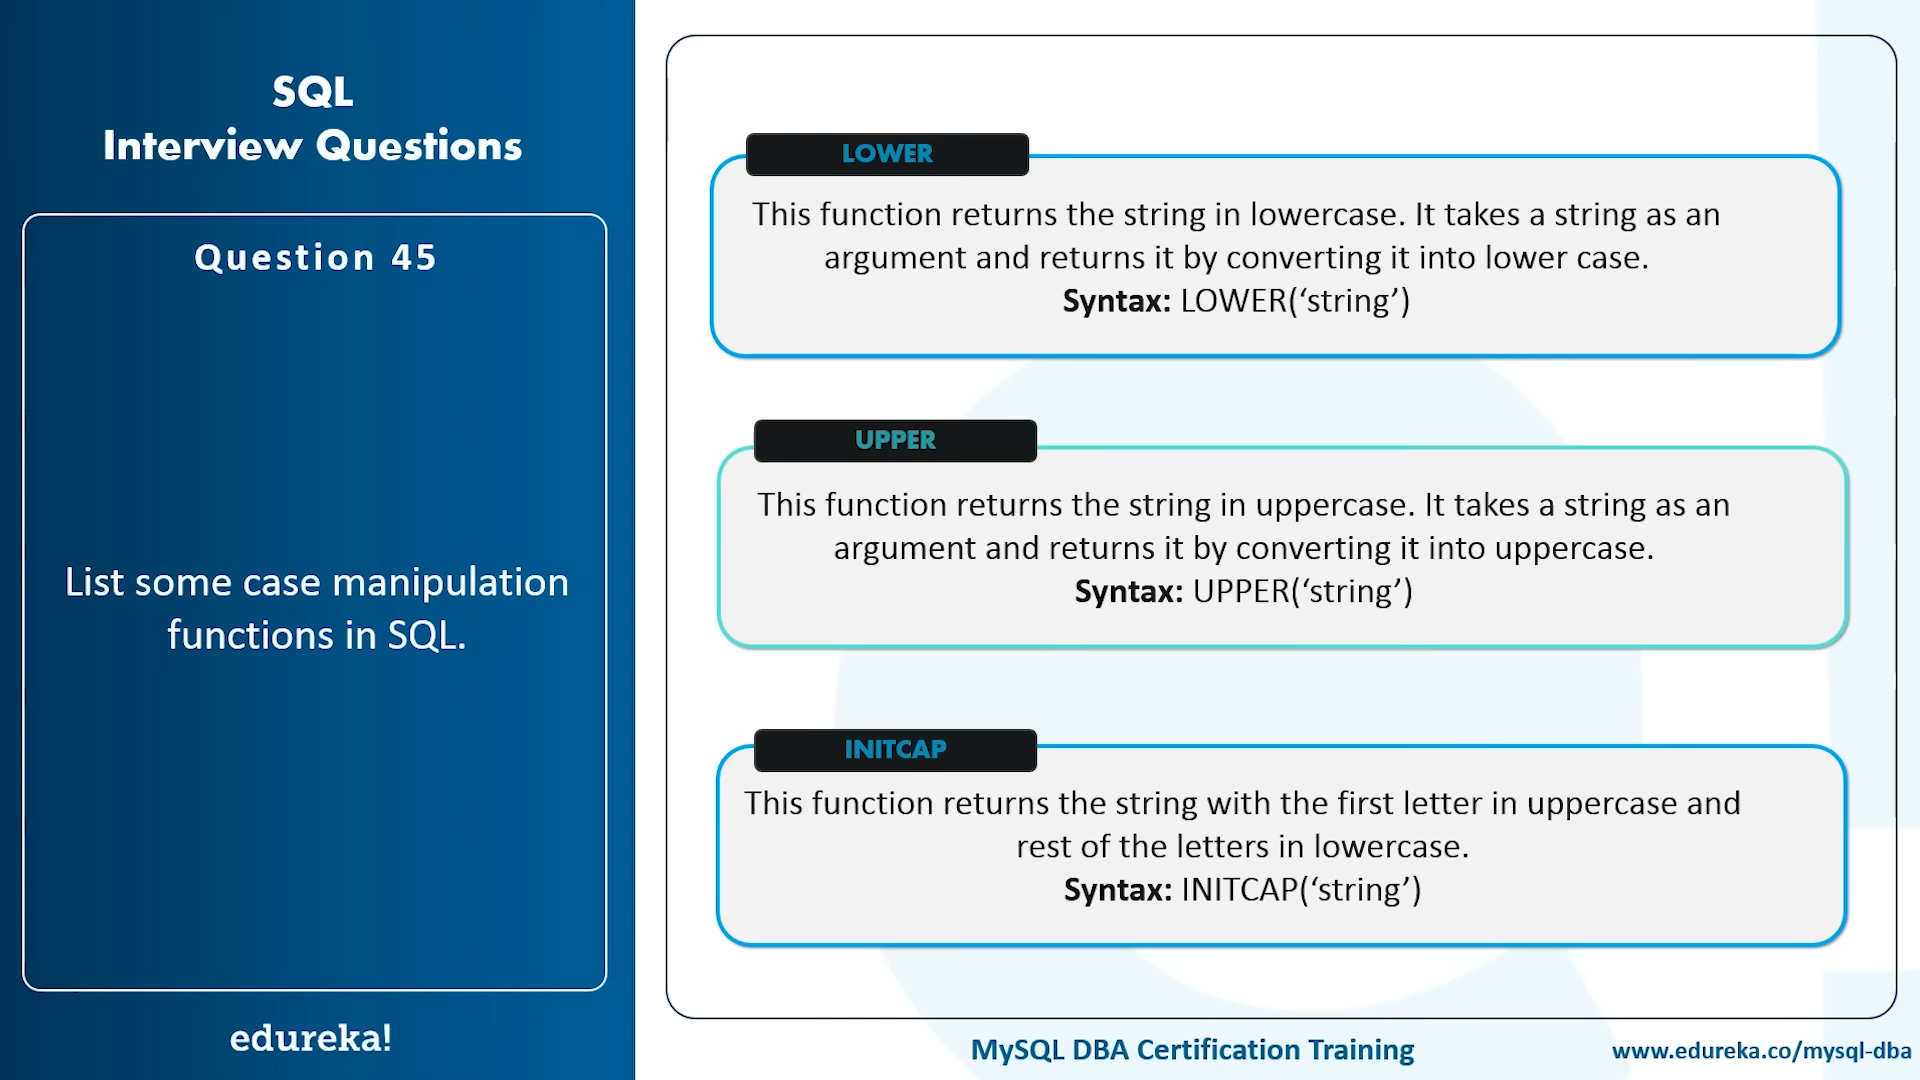 SQL
Interview Questions
Question 45
List some case manipulation
functions in SQL.
edureka!
LOWER
This function returns the string in lowercase. It takes a string as an
argument and returns it by converting it into lower case.
Syntax: LOWER(‘string’)
UPPER
This function returns the string in uppercase. It takes a string as an
argument and returns it by converting it into uppercase.
Syntax: UPPER(‘string’)
INITCAP
This function returns the string with the first letter in uppercase and
rest of the letters in lowercase.
Syntax: INITCAP(‘string’)
MySQL DBA Certification Training
www.edureka.co/mysql-dba